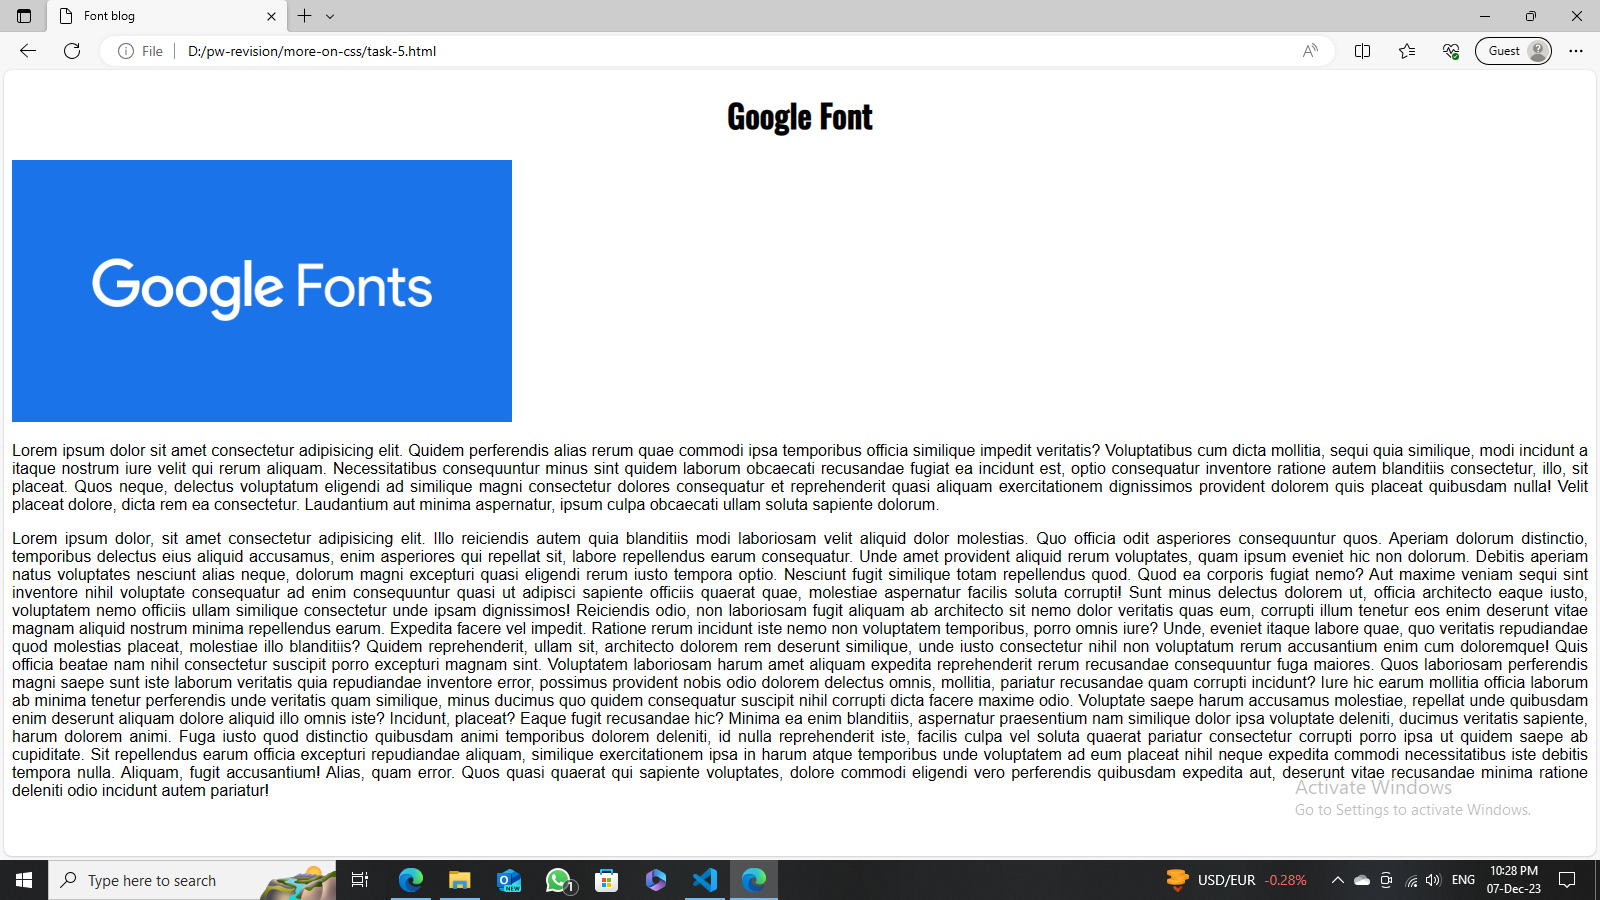 Font blog
File
D:/pw-revision/more-on-css/task-5.html
Guest
Google Font
Google Fonts
Lorem ipsum dolor sit amet consectetur adipisicing elit. Quidem perferendis alias rerum quae commodi ipsa temporibus officia similique impedit veritatis? Voluptatibus cum dicta mollitia, sequi quia similique, modi incidunt a
itaque nostrum iure velit qui rerum aliquam. Necessitatibus consequuntur minus sint quidem laborum obcaecati recusandae fugiat ea incidunt est, optio consequatur inventore ratione autem blanditiis consectetur, illo, sit
placeat. Quos neque, delectus voluptatum eligendi ad similique magni consectetur dolores consequatur et reprehenderit quasi aliquam exercitationem dignissimos provident dolorem quis placeat quibusdam nulla! Velit
placeat dolore, dicta rem ea consectetur. Laudantium aut minima aspernatur, ipsum culpa obcaecati ullam soluta sapiente dolorum.
Lorem ipsum dolor, sit amet consectetur adipisicing elit. Illo reiciendis autem quia blanditiis modi laboriosam velit aliquid dolor molestias. Quo officia odit asperiores consequuntur quos. Aperiam dolorum distinctio,
temporibus delectus eius aliquid accusamus, enim asperiores qui repellat sit, labore repellendus earum consequatur. Unde amet provident aliquid rerum voluptates, quam ipsum eveniet hic non dolorum. Debitis aperiam
natus voluptates nesciunt alias neque, dolorum magni excepturi quasi eligendi rerum iusto tempora optio. Nesciunt fugit similique totam repellendus quod. Quod ea corporis fugiat nemo? Aut maxime veniam sequi sint
inventore nihil voluptate consequatur ad enim consequuntur quasi ut adipisci sapiente officiis quaerat quae, molestiae aspernatur facilis soluta corrupti! Sunt minus delectus dolorem ut, officia architecto eaque iusto,
voluptatem nemo officiis ullam similique consectetur unde ipsam dignissimos! Reiciendis odio, non laboriosam fugit aliquam ab architecto sit nemo dolor veritatis quas eum, corrupti illum tenetur eos enim deserunt vitae
magnam aliquid nostrum minima repellendus earum. Expedita facere vel impedit. Ratione rerum incidunt iste nemo non voluptatem temporibus, porro omnis iure? Unde, eveniet itaque labore quae, quo veritatis repudiandae
quod molestias placeat, molestiae illo blanditiis? Quidem reprehenderit, ullam sit, architecto dolorem rem deserunt similique, unde iusto consectetur nihil non voluptatum rerum accusantium enim cum doloremque! Quis
officia beatae nam nihil consectetur suscipit porro excepturi magnam sint. Voluptatem laboriosam harum amet aliquam expedita reprehenderit rerum recusandae consequuntur fuga maiores. Quos laboriosam perferendis
magni saepe sunt iste laborum veritatis quia repudiandae inventore error, possimus provident nobis odio dolorem delectus omnis, mollitia, pariatur recusandae quam corrupti incidunt? Iure hic earum mollitia officia laborum
ab minima tenetur perferendis unde veritatis quam similique, minus ducimus quo quidem consequatur suscipit nihil corrupti dicta facere maxime odio. Voluptate saepe harum accusamus molestiae, repellat unde quibusdam
enim deserunt aliquam dolore aliquid illo omnis iste? Incidunt, placeat? Eaque fugit recusandae hic? Minima ea enim blanditiis, aspernatur praesentium nam similique dolor ipsa voluptate deleniti, ducimus veritatis sapiente,
harum dolorem animi. Fuga iusto quod distinctio quibusdam animi temporibus dolorem deleniti, id nulla reprehenderit iste, facilis culpa vel soluta quaerat pariatur consectetur corrupti porro ipsa ut quidem saepe ab
cupiditate. Sit repellendus earum officia excepturi repudiandae aliquam, similique exercitationem ipsa in harum atque temporibus unde voluptatem ad eum placeat nihil neque expedita commodi necessitatibus iste debitis
tempora nulla. Aliquam, fugit accusantium! Alias, quam error. Quos quasi quaerat qui sapiente voluptates, dolore commodi eligendi vero perferendis quibusdam expedita aut, deserunt vitae recusandae minima ratione
deleniti odio incidunt autem pariatur!
Activate Windows
Go to Settings to activate Windows.
Type here to search
NEW
1
USD/EUR -0.28%
ENG
10:28 PM
07-Dec-23